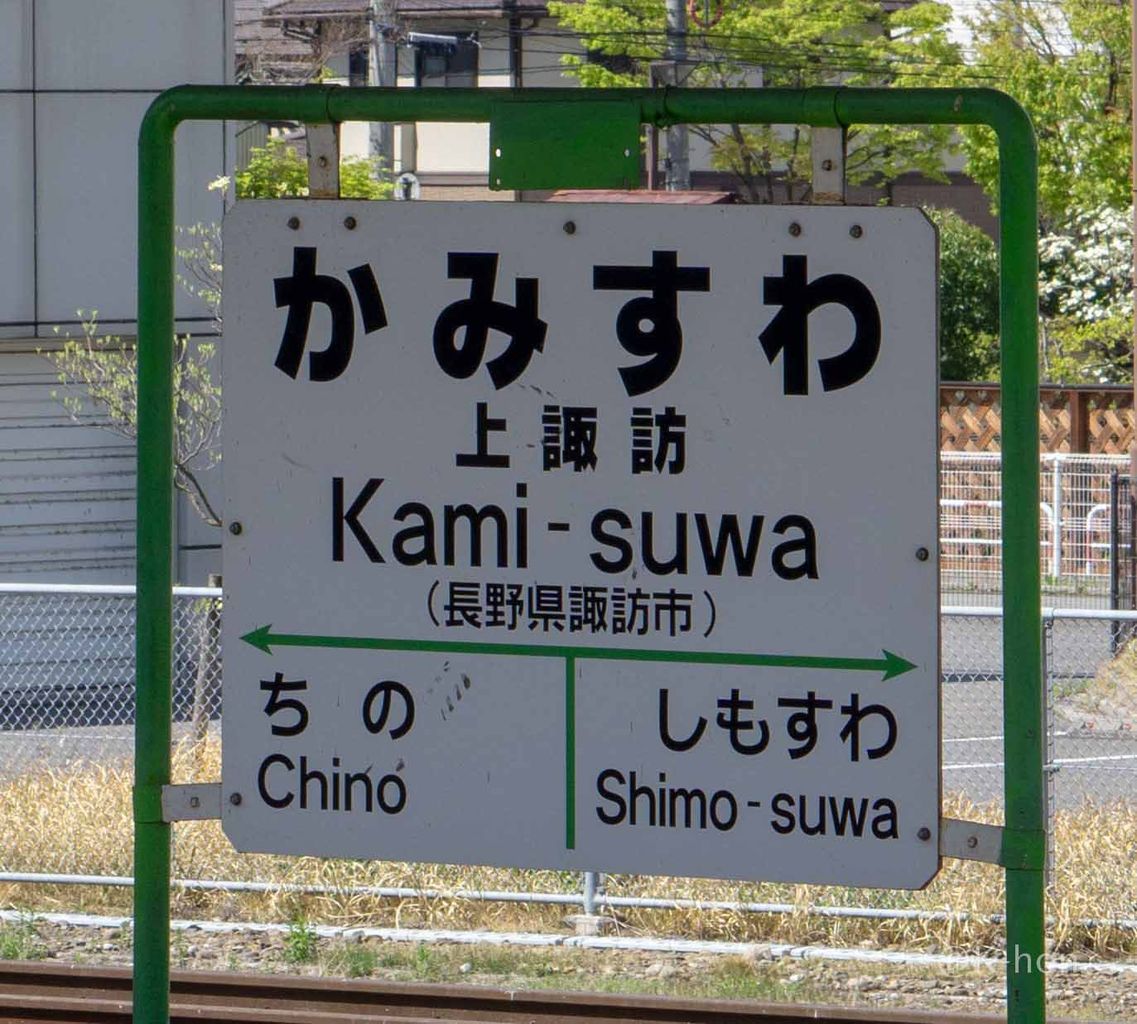 かみすわ
上諏訪
Kami-suwa
(長野県諏訪市)
ちの しもすわ
Chino Shimo-suwa